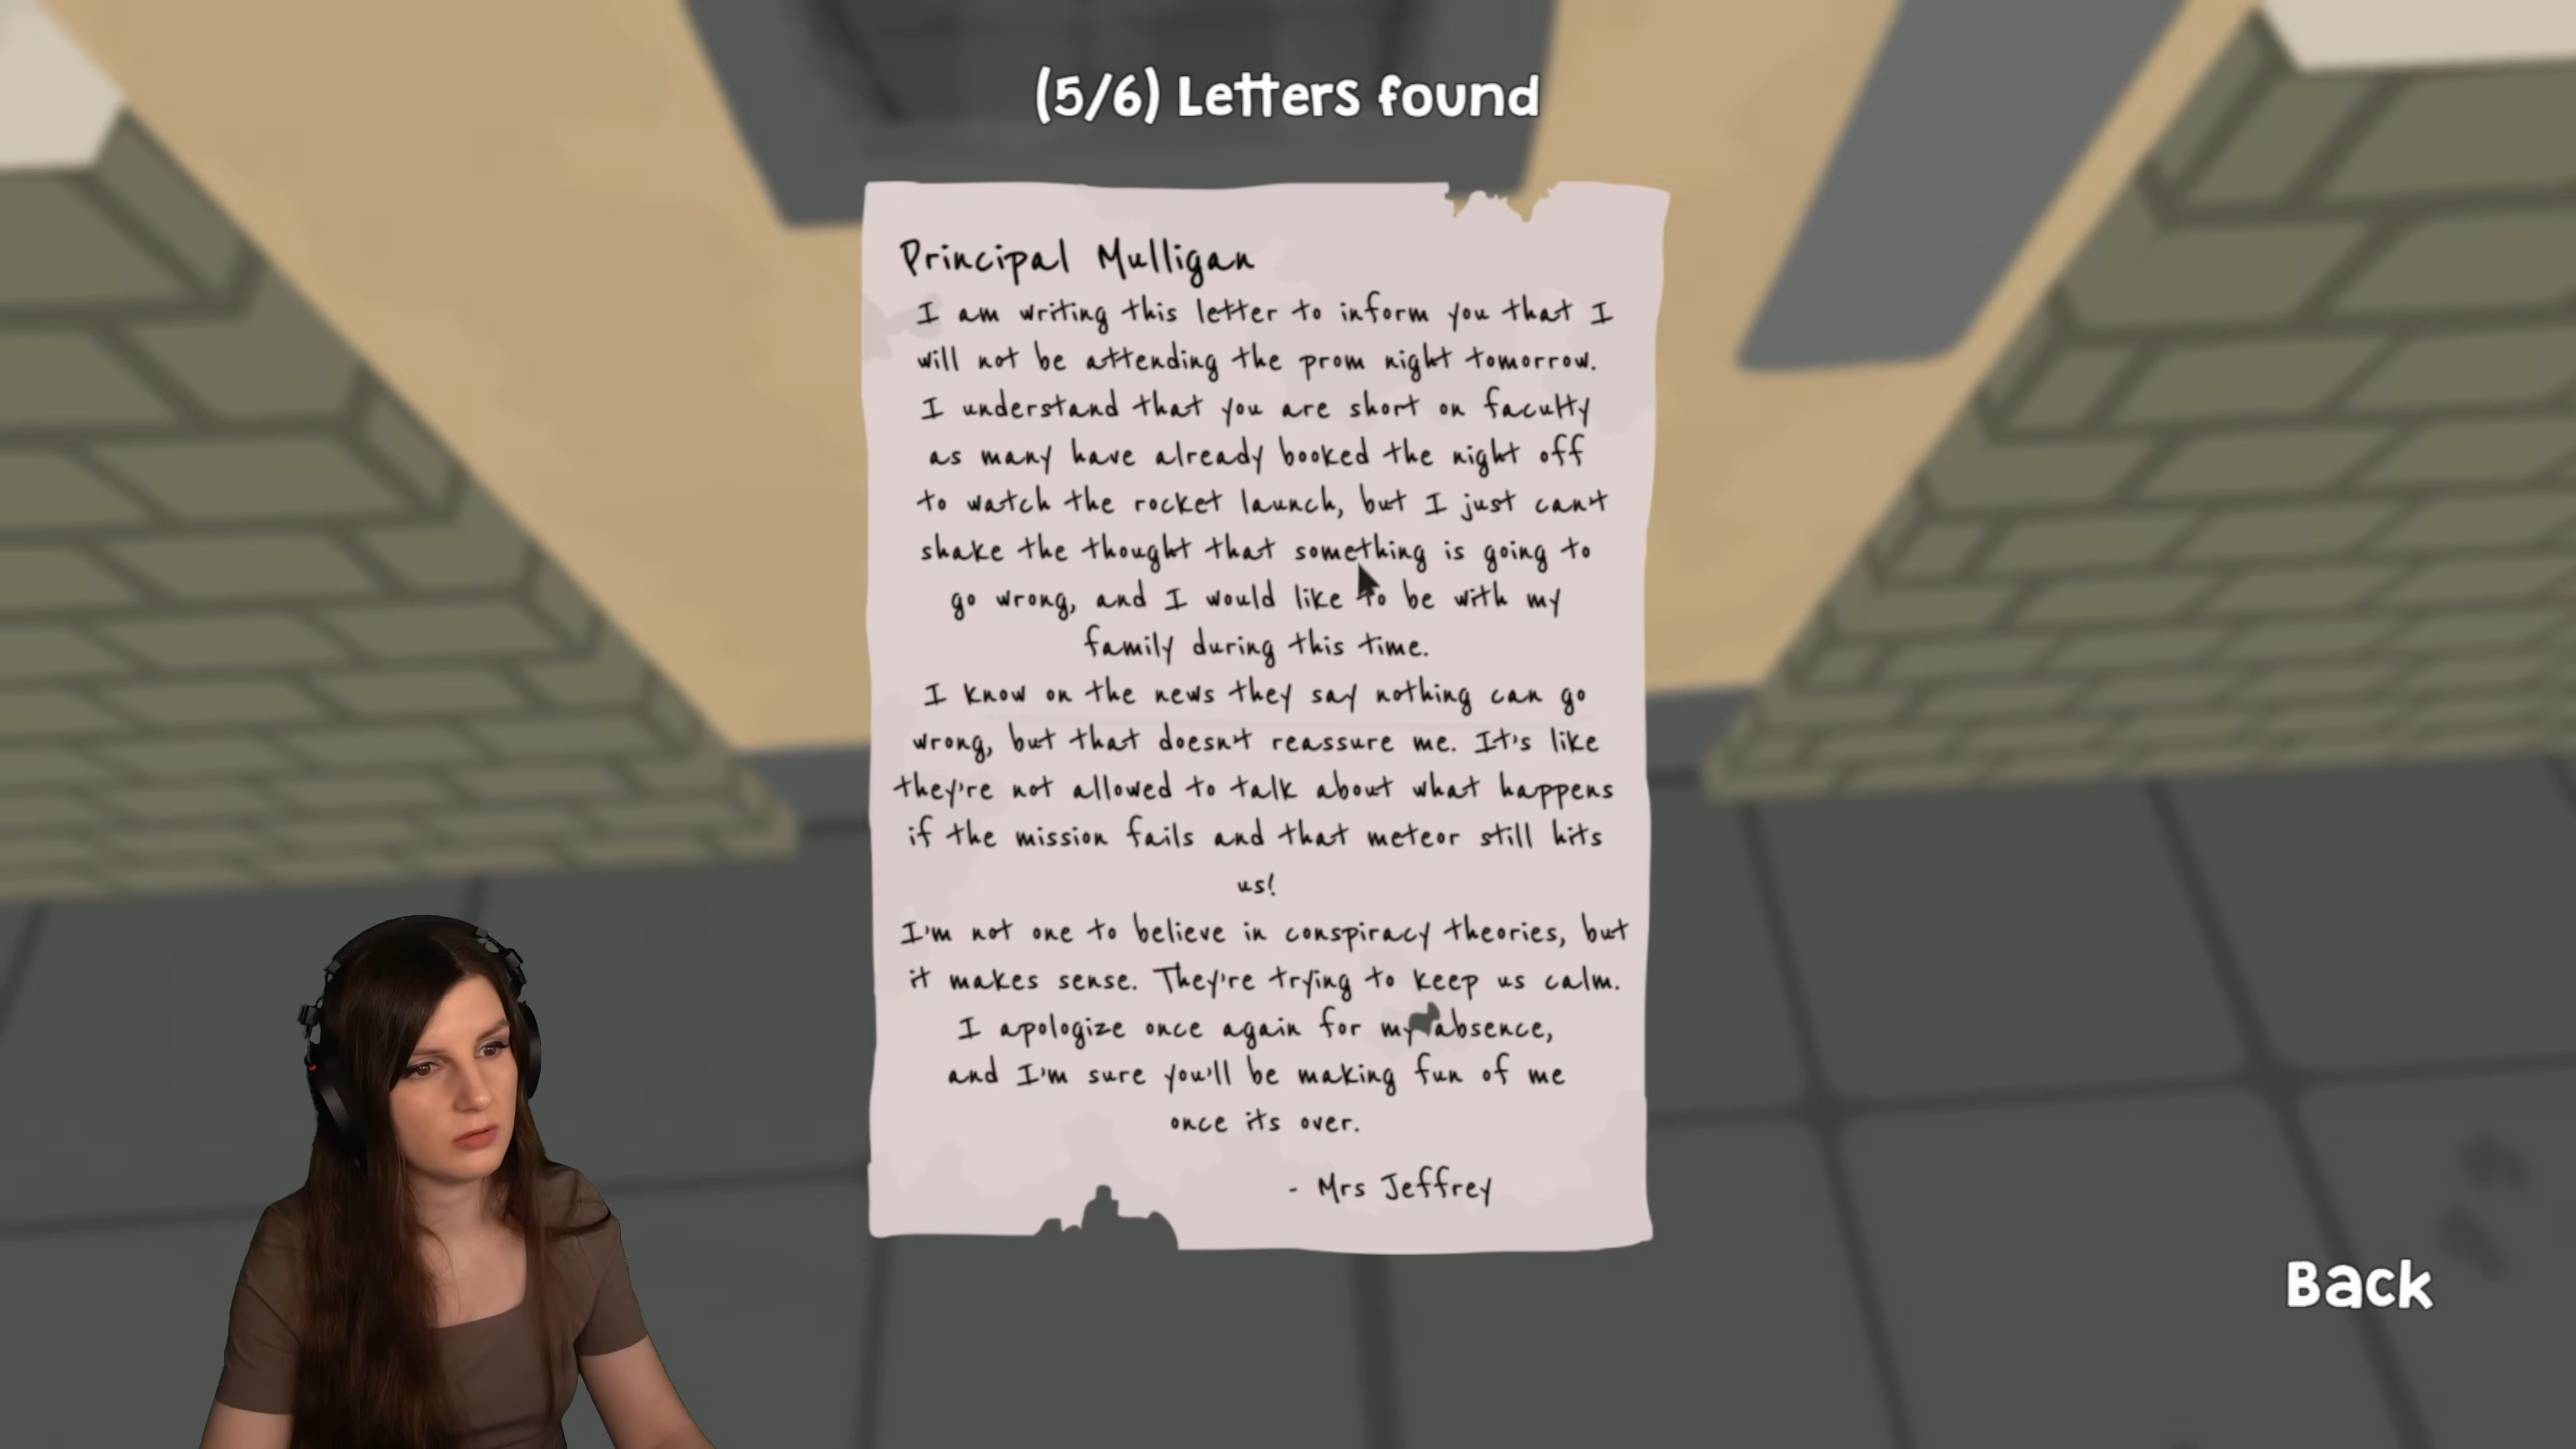 (5/6) Letters found
Principal Mulligan
I am writing this letter to inform you that I
will not be attending the prom night tomorrow.
I understand that you are short on faculty
as many have already booked the night off
to watch the rocket launch, but I just can't
shake the thought that something is going to
go wrong, and I would like to be with my
family during this time.
I know on the news they say nothing can go
wrong, but that doesn't reassure me. It's like
they're not allowed to talk about what happens
if the mission fails and that meteor still hits
us!
I'm not one to believe in conspiracy theories, but
it makes sense. They're trying to keep us calm.
I apologize once again for my absence,
and I'm sure you'll be making fun of me
once its over.
- Mrs Jeffrey
Back